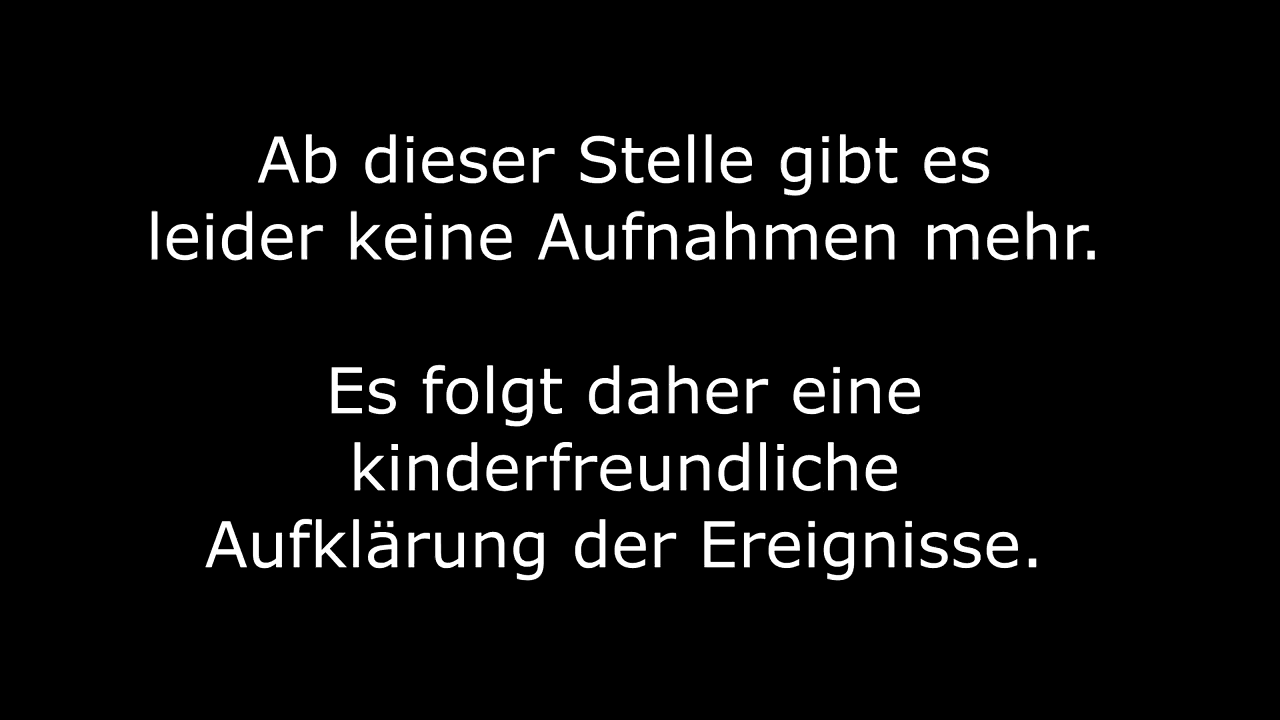 Ab dieser Stelle gibt es
leider keine Aufnahmen mehr.
Es folgt daher eine
kinderfreundliche
Aufklärung der Ereignisse.